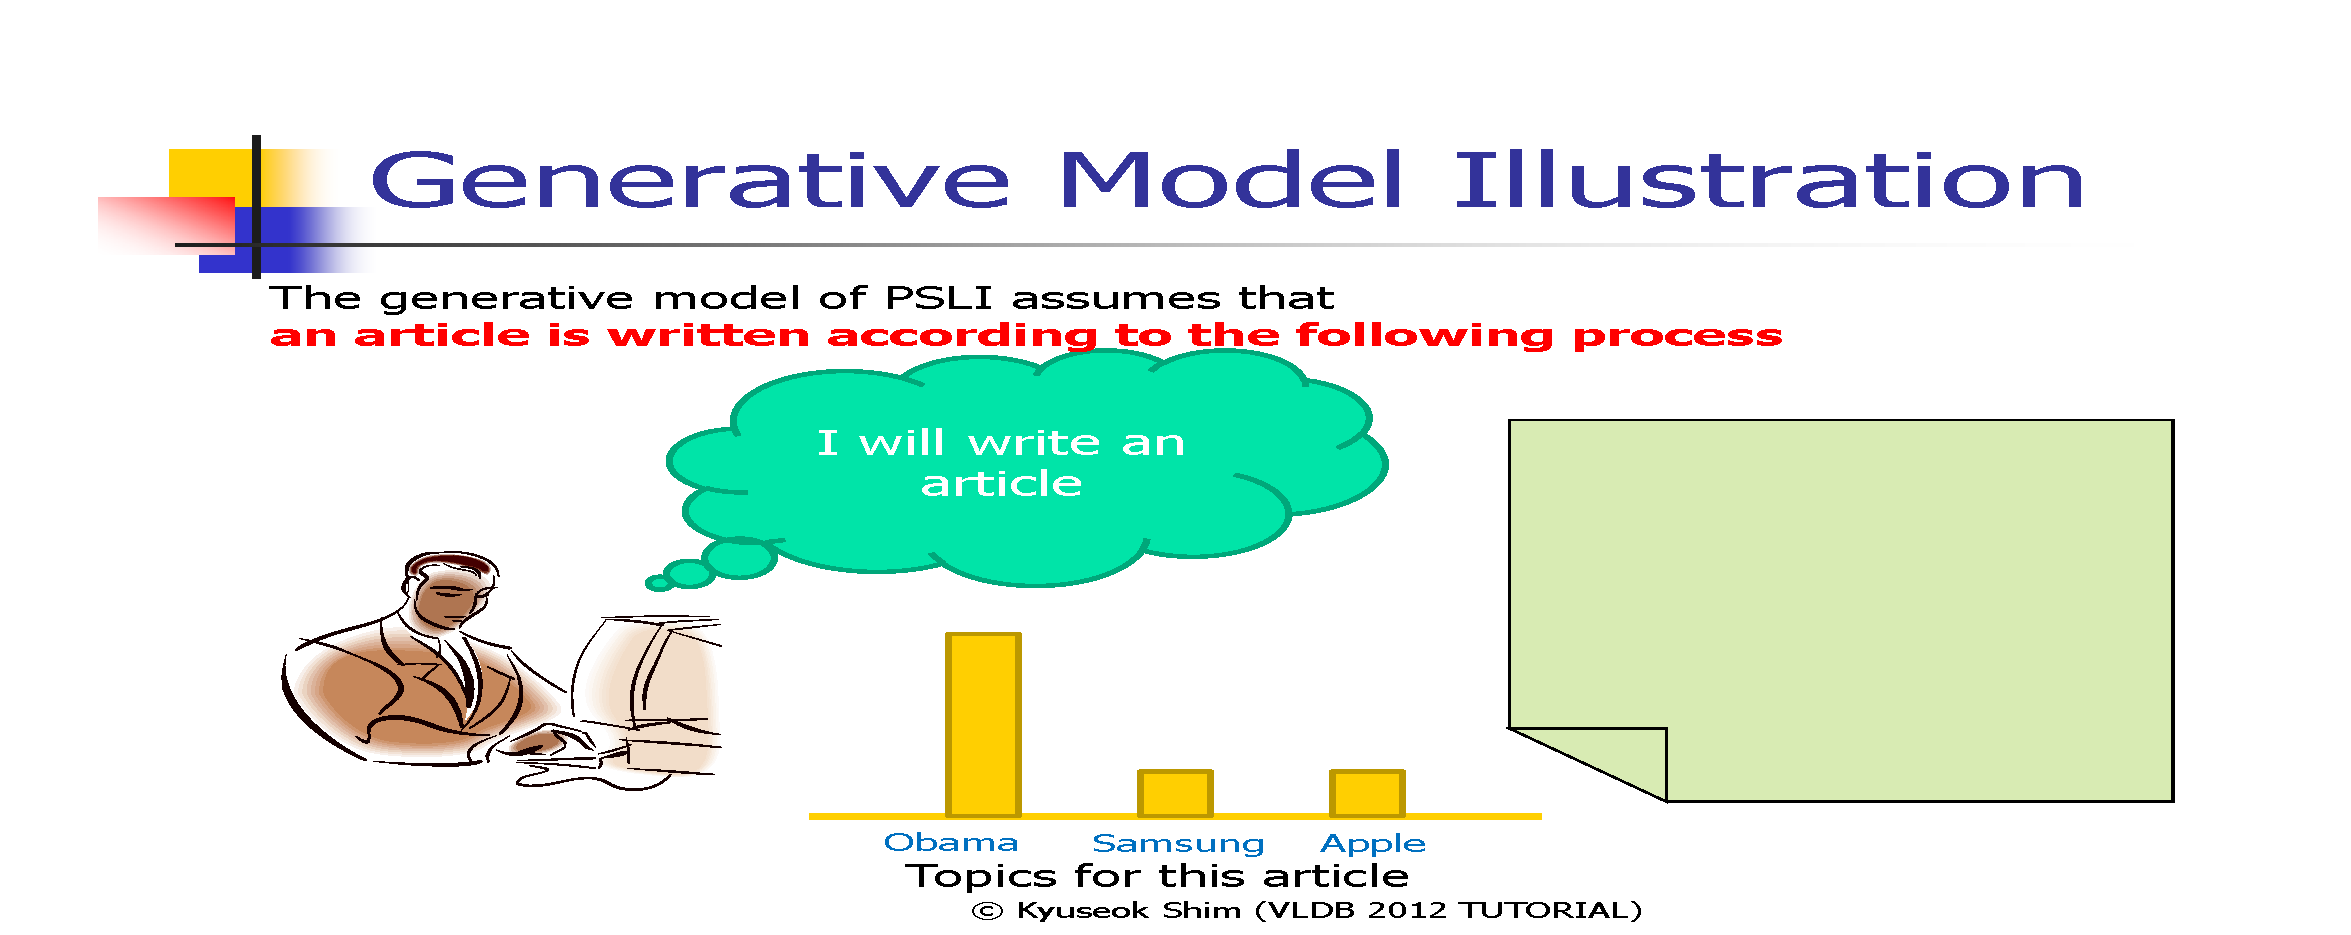 Generative Model Illustration
The generative model of PSLI assumes that
an article is written according to the following process
I will write an
article
Obama Samsung Apple
Topics for this article
© Kyuseok Shim (VLDB 2012 TUTORIAL)